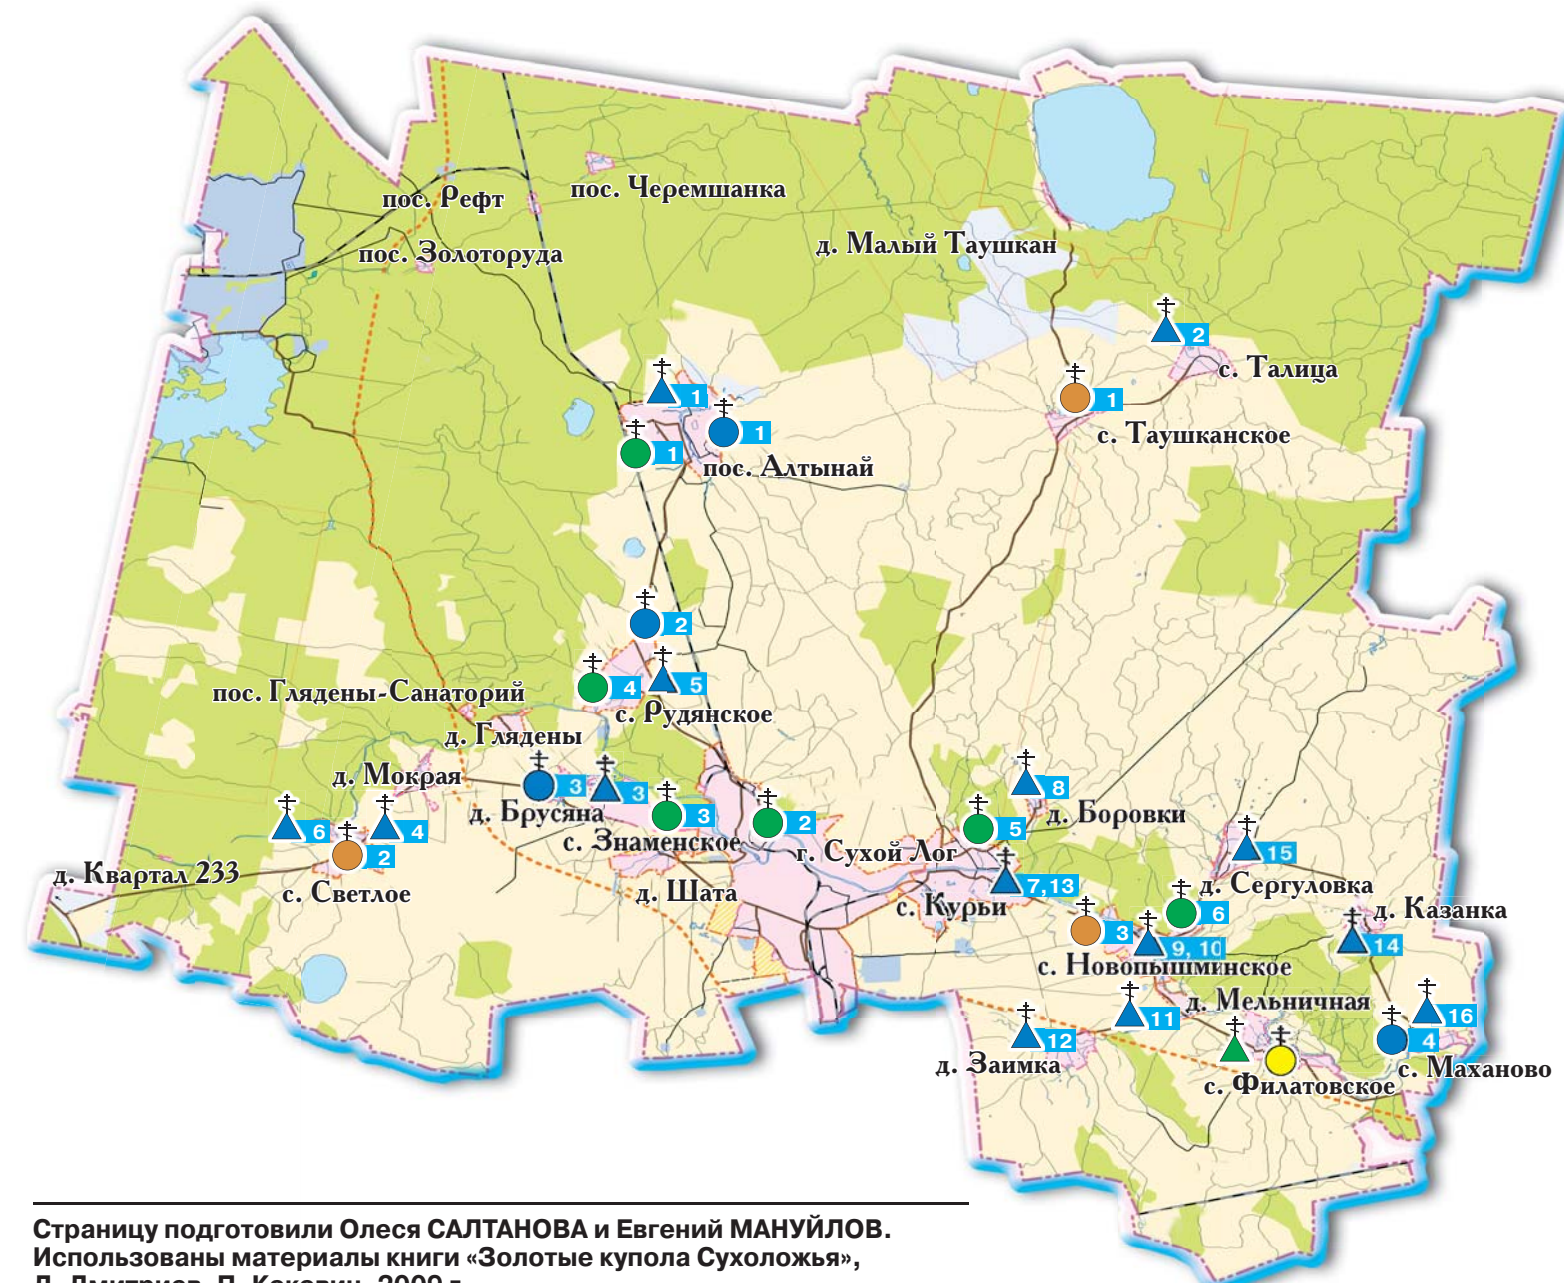 пос. Рефт
пос. Черемшанка
пос. Золоторуда
д. Малый Таушкан
2
с. Талица
1
1
1
1
с. Таушканское
пос. Алтынай
2
4
5
пос. Глядены-Санаторий
с. Рудянское
д. Глядены
д. Мокрая
3
3
8
д. Брусяна
3
2
5
д. Боровки
6
4
с. Знаменское
2
г. Сухой Лог
15
д. Квартал 233
с. Светлое
д. Шата
7,13
д. Сергуловка
с. Курьи
6
д. Казанка
3
9, 10
14
с. Новопышминское
д. Мельничная
11
16
12
4
д. Заимка
с. Филатовское
с. Маханово
Страницу подготовили Олеся САЛТАНОВА и Евгений МАНУЙЛОВ.
Использованы материалы книги «Золотые купола Сухоложья»,